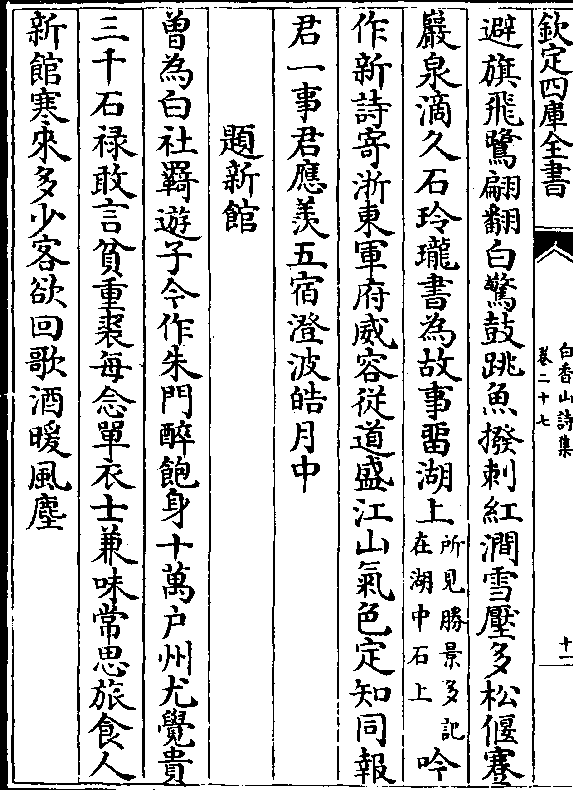 欽定四庫全書
白香山詩集
卷二十七
十一
避旗飛鷺翩翻白驚鼓跳魚撥刺紅澗雪壓多松偃蹇
巖泉滴久石玲瓏書為故事畱湖上所見勝景多記在湖中石上吟
作新詩寄浙東軍府威容從道盛江山氣色定知同報
君一事君應羨五宿澄波皓月中
題新館
曽為白社羇遊子今作朱門醉飽身十萬户州尤覺貴
三千石禄敢言貧重裘每念單衣士兼味常思旅食人
新館寒來多少客欲回歌酒暖風塵